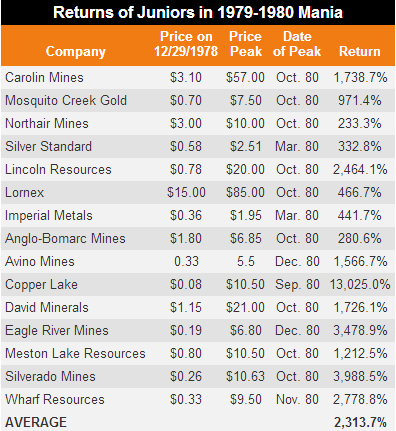 Returns of Juniors in 1979-1980 Mania
Company Price on 12/29/1978 Price Peak Date of Peak Return
Carolin Mines $3.10 $57.00 Oct. 80 1,738.7%
Mosquito Creek Gold $0.70 $7.50 Oct. 80 971.4%
Northair Mines $3.00 $10.00 Oct. 80 233.3%
Silver Standard $0.58 $2.51 Mar. 80 332.8%
Lincoln Resources $0.78 $20.00 Oct. 80 2,464.1%
Lornex $15.00 $85.00 Oct. 80 466.7%
Imperial Metals $0.36 $1.95 Mar. 80 441.7%
Anglo-Bomarc Mines $1.80 $6.85 Oct. 80 280.6%
Avino Mines 0.33 5.5 Dec. 80 1,566.7%
Copper Lake $0.08 $10.50 Sep. 80 13,025.0%
David Minerals $1.15 $21.00 Oct. 80 1,726.1%
Eagle River Mines $0.19 $6.80 Dec. 80 3,478.9%
Meston Lake Resources $0.80 $10.50 Oct. 80 1,212.5%
Silverado Mines $0.26 $10.63 Oct. 80 3,988.5%
Wharf Resources $0.33 $9.50 Nov. 80 2,778.8%
AVERAGE 2,313.7%